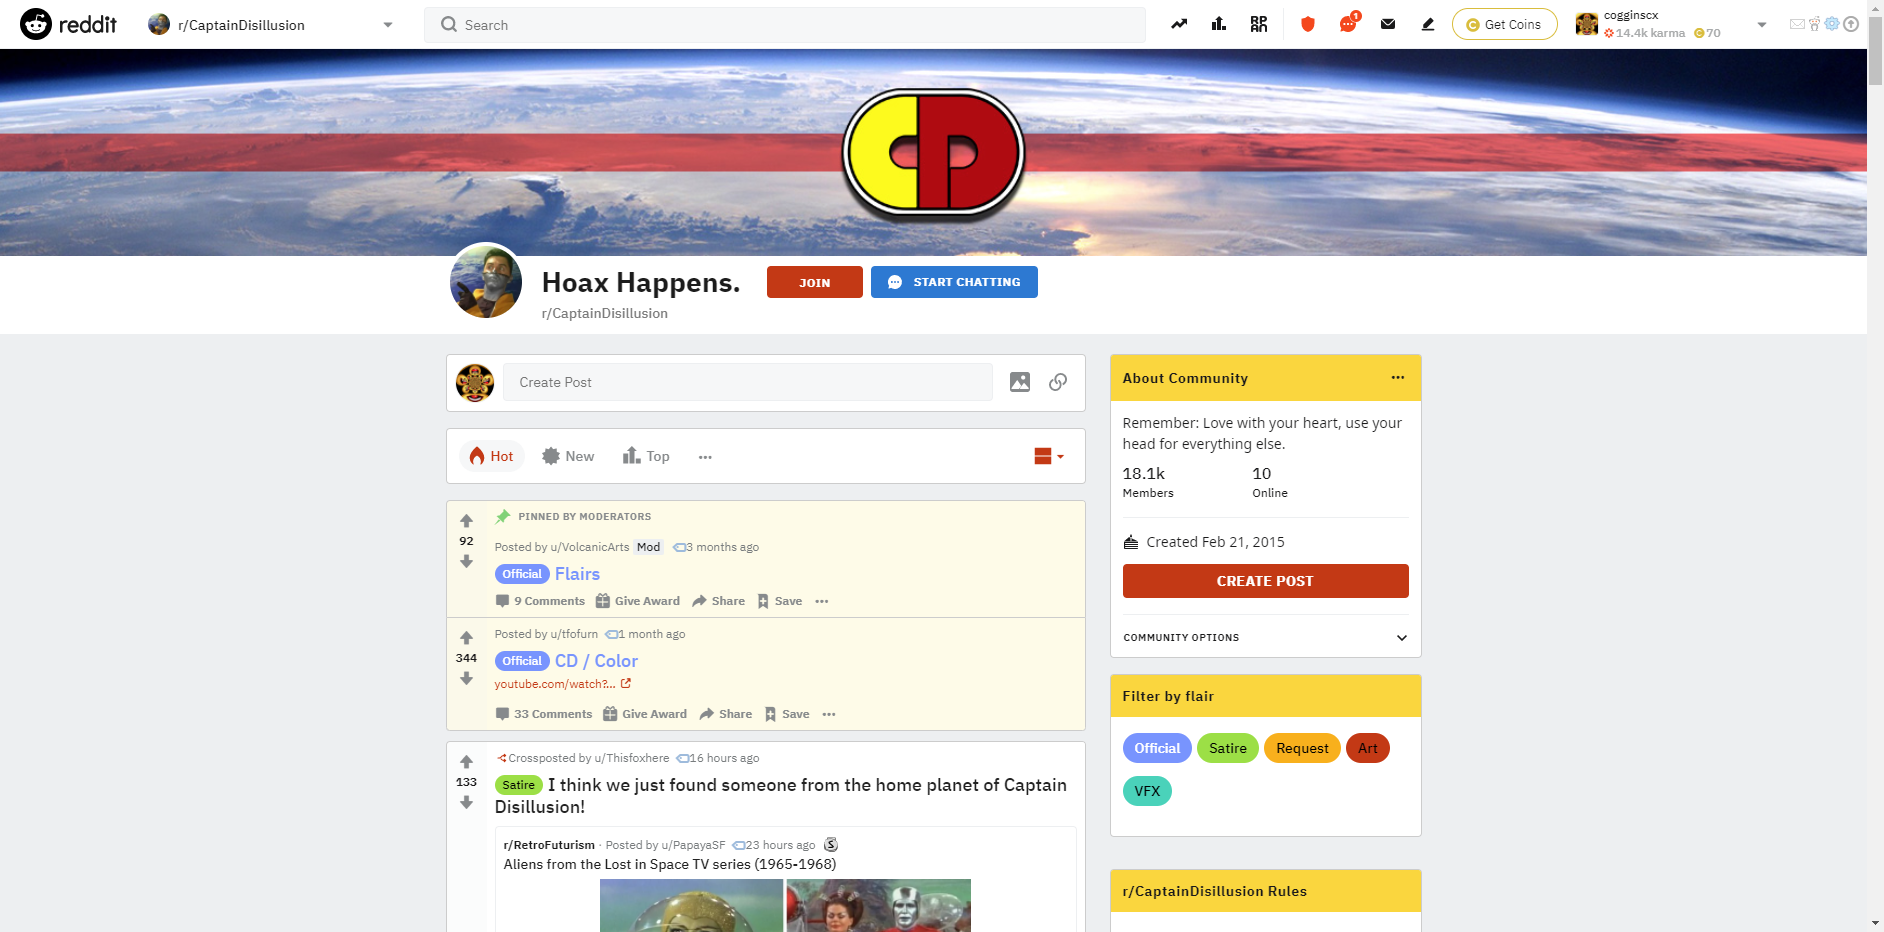 reddit
r/CaptainDisillusion
Search
1
Get Coins
cogginscx
14.4k karma 70
CD
Hoax Happens.
JOIN
START CHATTING
r/CaptainDisillusion
Create Post
Hot
New
Top
PINNED BY MODERATORS
92
Posted by u/VolcanicArts Mod 3 months ago
Official Flairs
9 Comments Give Award Share Save
Posted by u/tfofurn 1 month ago
344
Official CD / Color
youtube.com/watch?...
33 Comments Give Award Share Save
Crossposted by u/Thisfoxhere 16 hours ago
133
Satire I think we just found someone from the home planet of Captain
Disillusion!
r/RetroFuturism · Posted by u/PapayaSF 23 hours ago S
Aliens from the Lost in Space TV series (1965-1968)
About Community
Remember: Love with your heart, use your
head for everything else.
18.1k 10
Members Online
Created Feb 21, 2015
CREATE POST
COMMUNITY OPTIONS
Filter by flair
Official Satire Request Art
VFX
r/CaptainDisillusion Rules